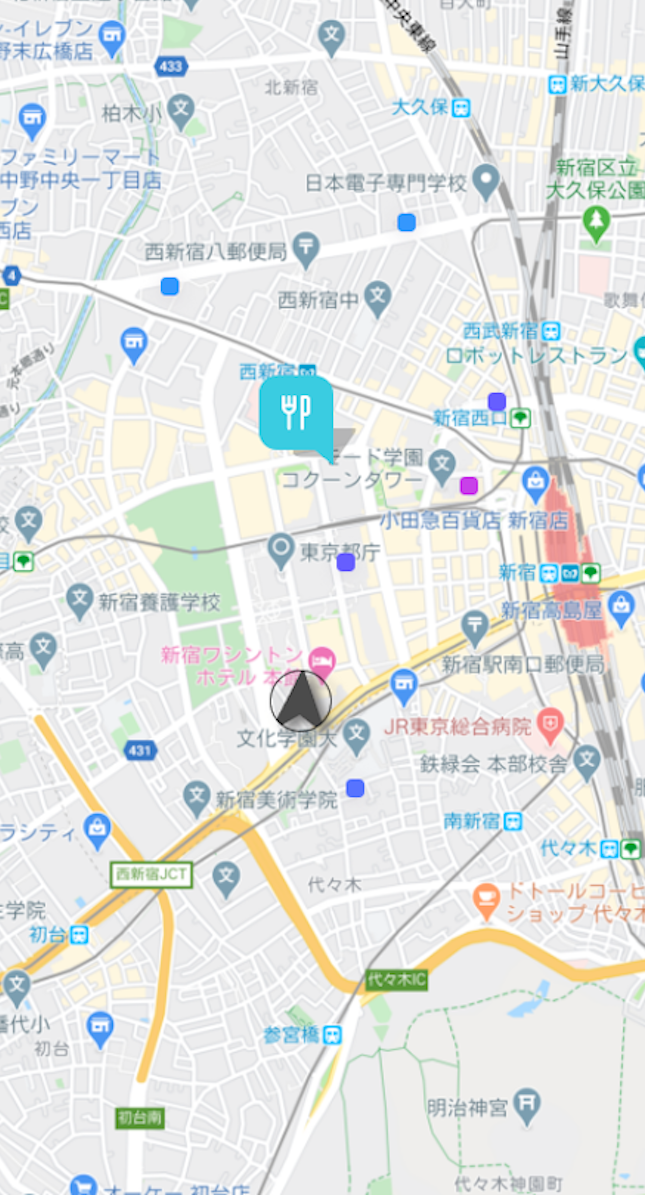 中央東線
山手線
ン-イレブン
野末広橋店
433
北新宿
新大久保
大久保
柏木小
ファミリーマート
中野中央一丁目店
日本電子専門学校
新宿区立
大久保公園
ブン
西店
西新宿八郵便局
4
C
西新宿中
歌舞伎
西武新宿
ロボットレストラン
西新宿
新宿西口
モード学園
コクーンタワー
小田急百貨店 新宿店
校
東京都庁
目
新宿
新宿養護学校
新宿高島屋
高
新宿ワシントン
ホテル 本館
新宿駅南口郵便局
JR東京総合病院
文化学園大
431
鉄緑会 本部校舎
新宿美術学院
ラシティ
南新宿
代々木
西新宿JCT
代々木
ドトールコーヒ
ショップ 代々木
生学院
初台
代々木IC
幡代小
初台
参宮橋
明治神宮
初台南
オーケー 初台店
代々木神園町